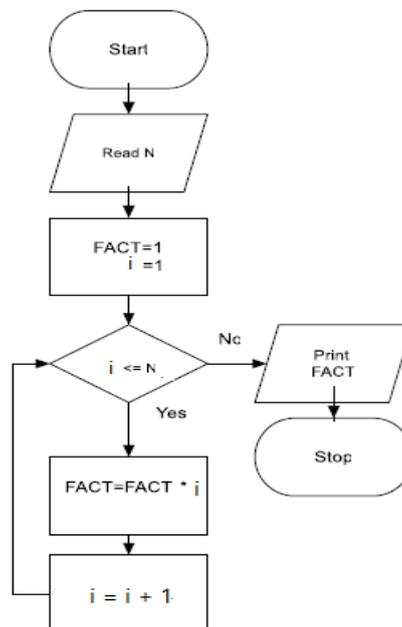 Start
Read N
FACT=1
i =1
i <= N
No
Print
FACT
Yes
Stop
FACT=FACT * i
i = i + 1